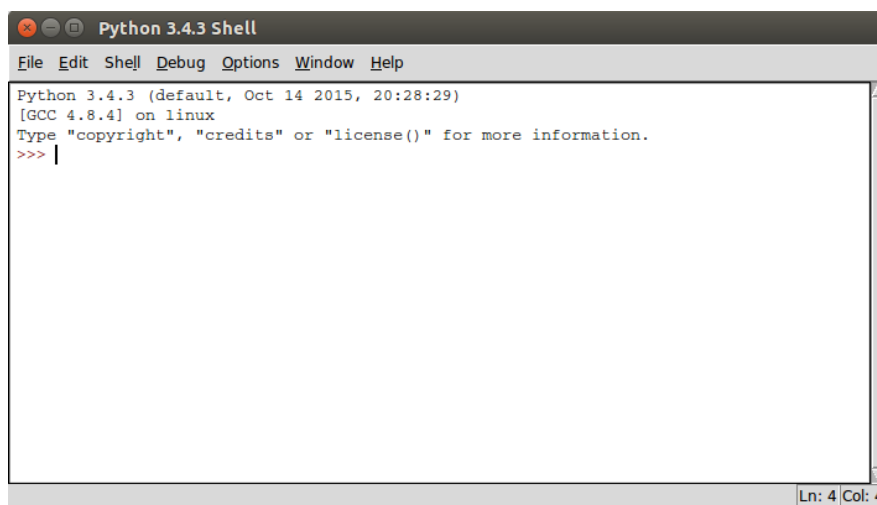 Python 3.4.3 Shell
File Edit Shell Debug Options Window Help
Python 3.4.3 (default, Oct 14 2015, 20:28:29)
[GCC 4.8.4] on linux
Type "copyright", "credits" or "license()" for more information.
>>>
Ln: 4 Col: